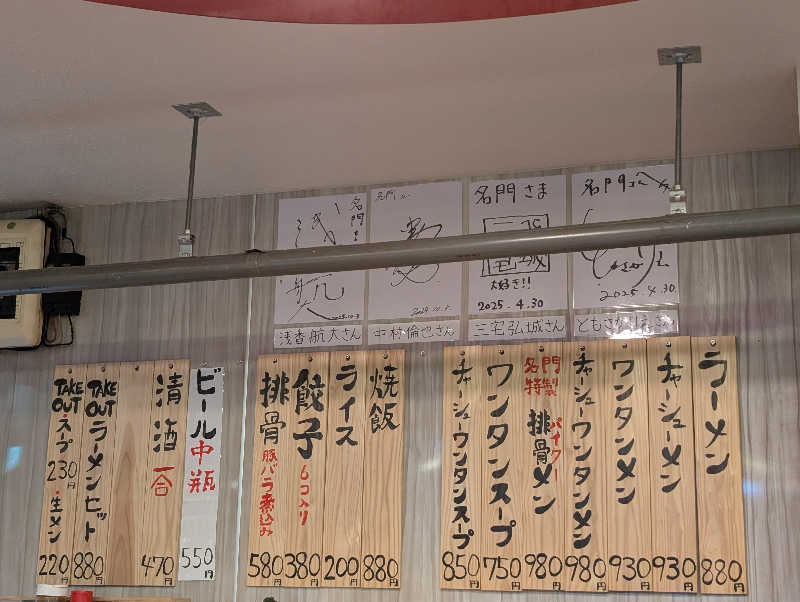 名門さま
2025.4.30
名門さま
三宅
大好き!!
2025.4.30
名門
ともさかりえさん
三宅弘城さん
中村倫也さん
浅香航大さん
ラーメン
880円
チャーシューメン
930円
ワンタンメン
930円
チャーシューワンタンメン
980円
名門特製
排骨メン
パイクー
980円
ワンタンスープ
750円
チャーシューワンタンスープ
850円
焼飯
880円
ライス
200円
餃子
6コ入り
380円
排骨
豚バラ煮込み
580円
ビール中瓶
550円
清酒
一合
470円
TAKE OUT
ラーメンセット
880円
TAKE OUT
・スープ
230円
・生メン
220円